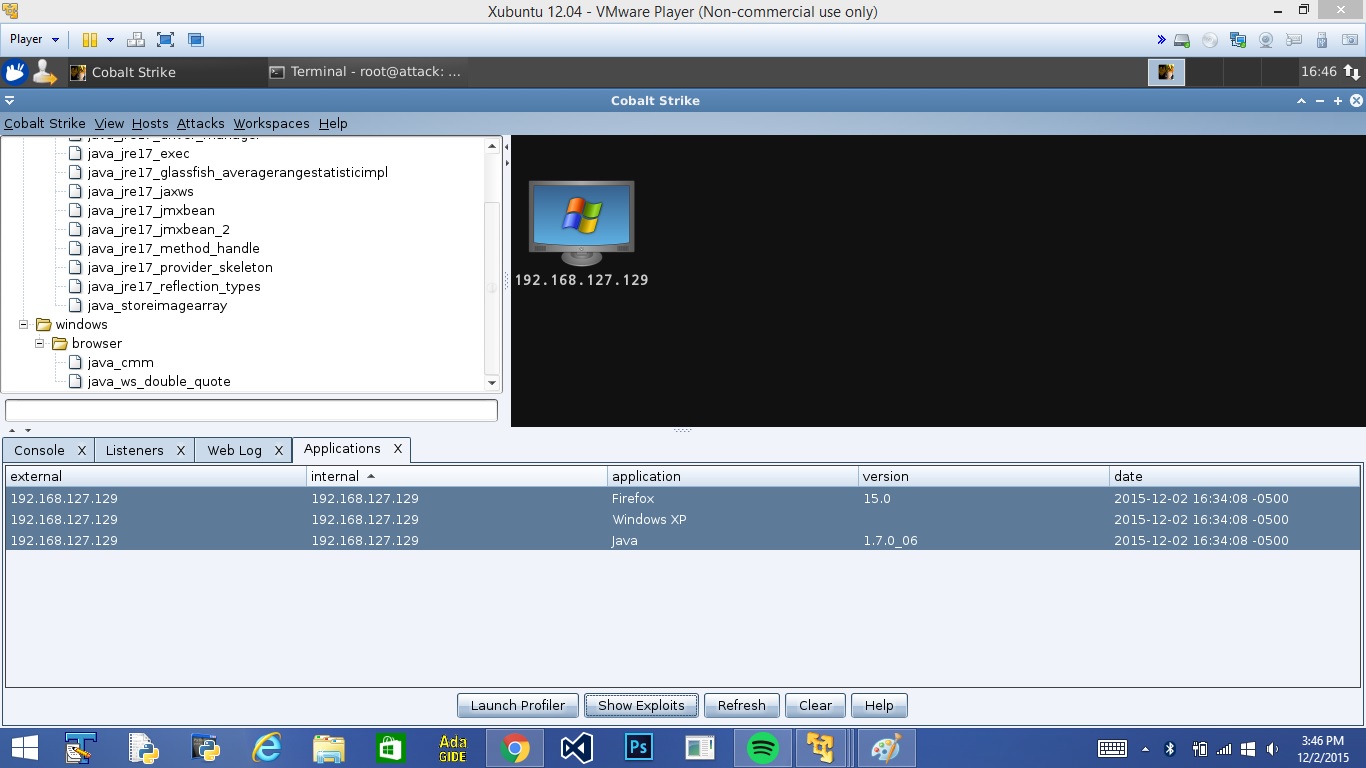 Xubuntu 12.04 - VMware Player (Non-commercial use only)
Player
Cobalt Strike
Terminal - root@attack: ...
16:46
Cobalt Strike
Cobalt Strike View Hosts Attacks Workspaces Help
java_jre17_driver_manager
java_jre17_exec
java_jre17_glassfish_averagerangestatisticimpl
java_jre17_jaxws
java_jre17_jmxbean
java_jre17_jmxbean_2
java_jre17_method_handle
java_jre17_provider_skeleton
java_jre17_reflection_types
java_storeimagearray
windows
browser
java_cmm
java_ws_double_quote
192.168.127.129
Console X Listeners X Web Log X Applications X
external internal application version date
192.168.127.129 192.168.127.129 Firefox 15.0 2015-12-02 16:34:08 -0500
192.168.127.129 192.168.127.129 Windows XP 2015-12-02 16:34:08 -0500
192.168.127.129 192.168.127.129 Java 1.7.0_06 2015-12-02 16:34:08 -0500
Launch Profiler Show Exploits Refresh Clear Help
Ada
GIDE
Ps
3:46 PM
12/2/2015